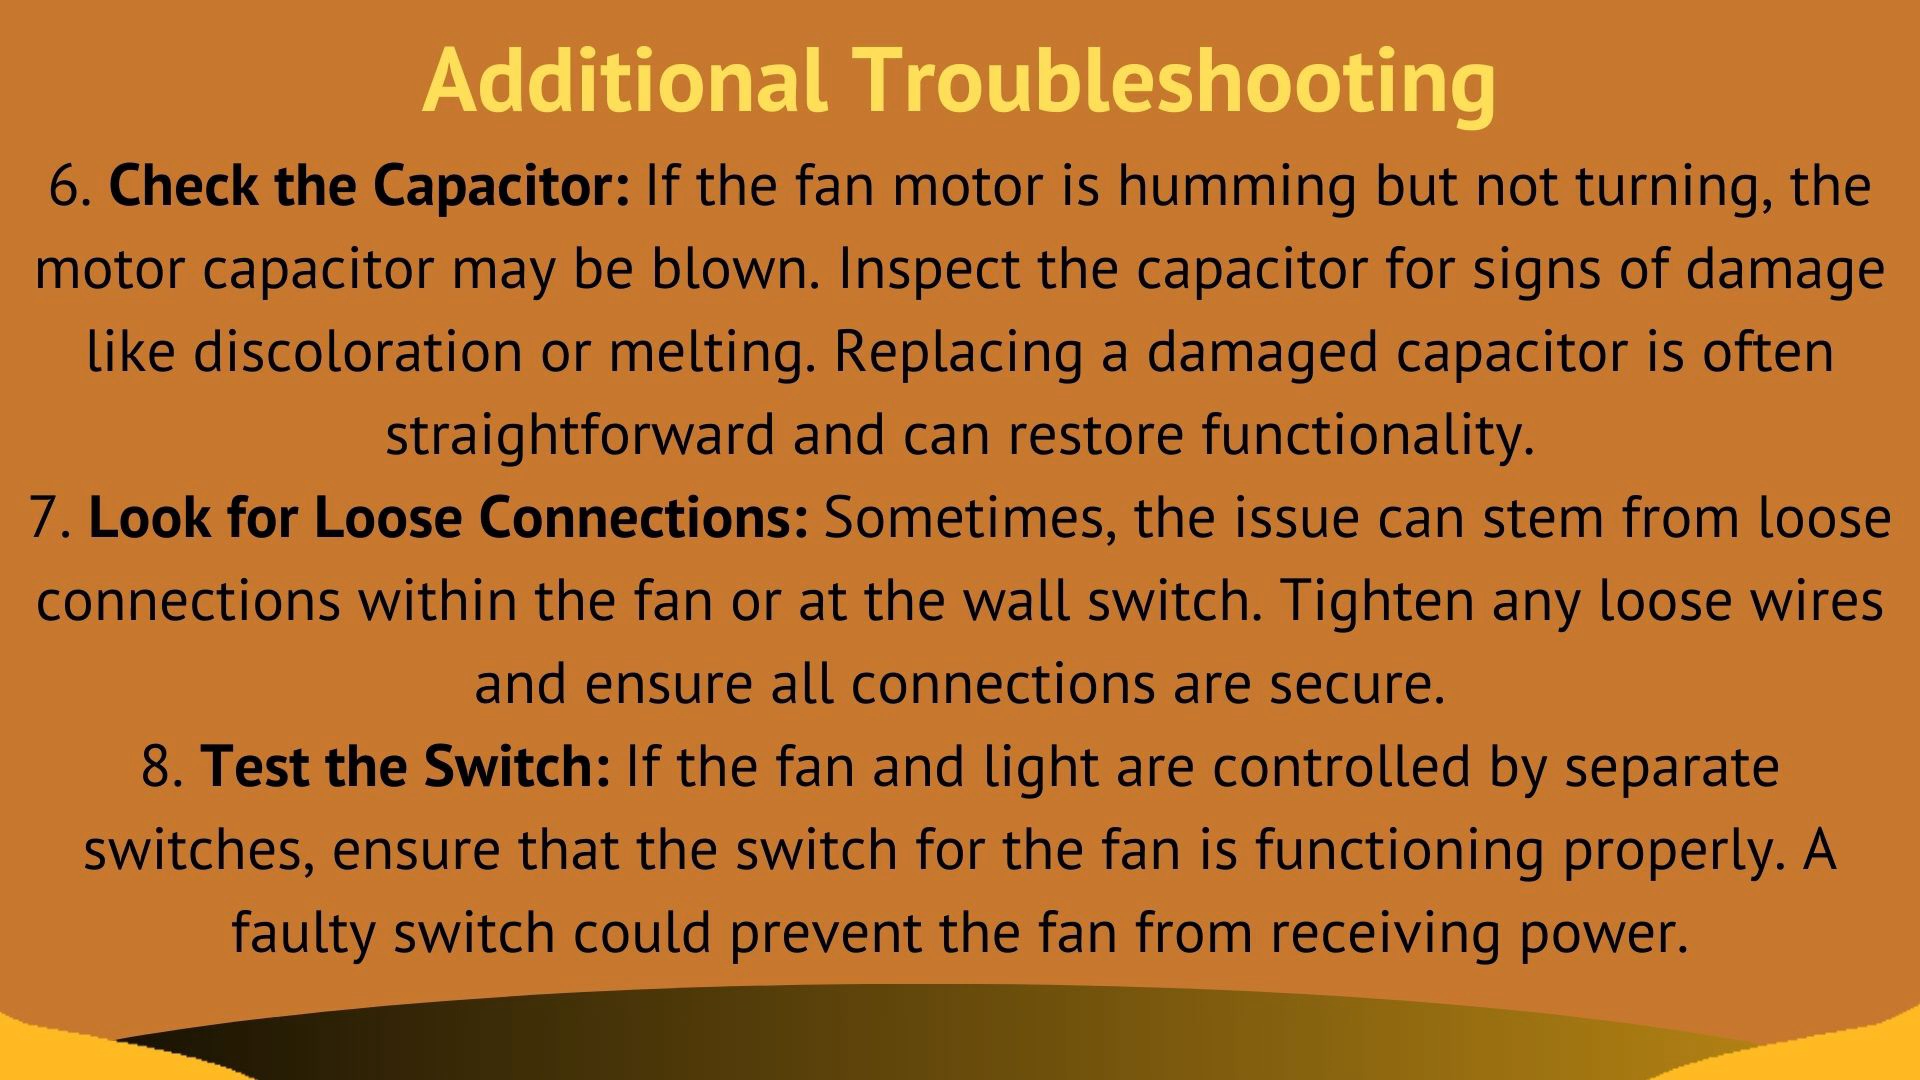 Additional Troubleshooting
6. Check the Capacitor: If the fan motor is humming but not turning, the
motor capacitor may be blown. Inspect the capacitor for signs of damage
like discoloration or melting. Replacing a damaged capacitor is often
straightforward and can restore functionality.
7. Look for Loose Connections: Sometimes, the issue can stem from loose
connections within the fan or at the wall switch. Tighten any loose wires
and ensure all connections are secure.
8. Test the Switch: If the fan and light are controlled by separate
switches, ensure that the switch for the fan is functioning properly. A
faulty switch could prevent the fan from receiving power.